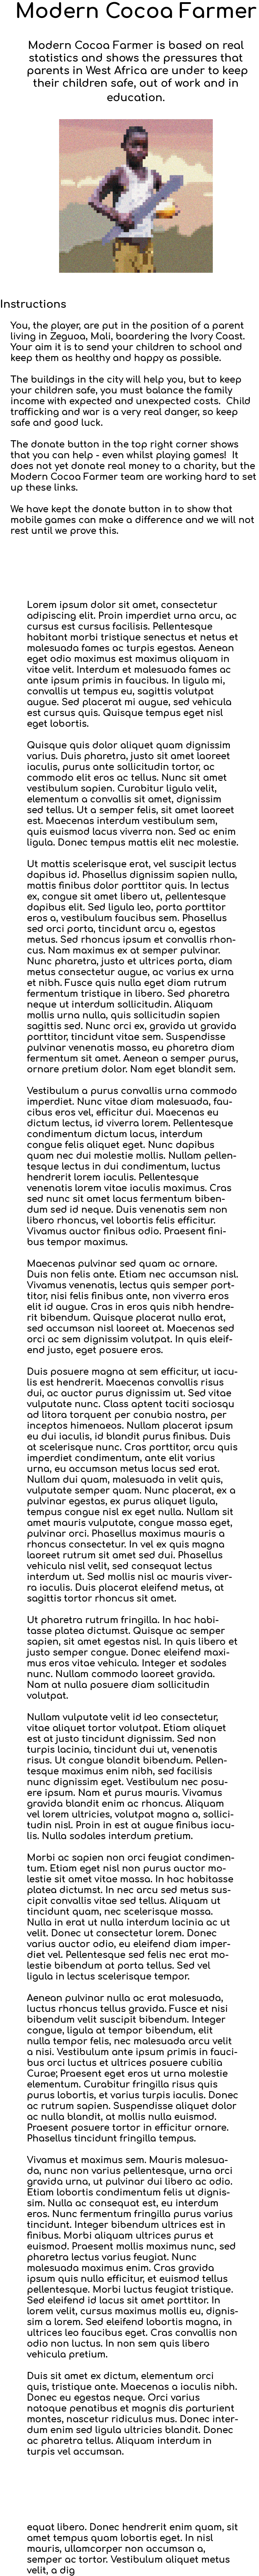 Modern Cocoa Farmer
Modern Cocoa Farmer is based on real
statistics and shows the pressures that
parents in West Africa are under to keep
their children safe, out of work and in
education.
Instructions
You, the player, are put in the position of a parent
living in Zeguoa, Mali, boardering the Ivory Coast.
Your aim it is to send your children to school and
keep them as healthy and happy as possible.
The buildings in the city will help you, but to keep
your children safe, you must balance the family
income with expected and unexpected costs. Child
trafficking and war is a very real danger, so keep
safe and good luck.
The donate button in the top right corner shows
that you can help - even whilst playing games! It
does not yet donate real money to a charity, but the
Modern Cocoa Farmer team are working hard to set
up these links.
We have kept the donate button in to show that
mobile games can make a difference and we will not
rest until we prove this.
Lorem ipsum dolor sit amet, consectetur
adipiscing elit. Proin imperdiet urna arcu, ac
cursus est cursus facilisis. Pellentesque
habitant morbi tristique senectus et netus et
malesuada fames ac turpis egestas. Aenean
eget odio maximus est maximus aliquam in
vitae velit. Interdum et malesuada fames ac
ante ipsum primis in faucibus. In ligula mi,
convallis ut tempus eu, sagittis volutpat
augue. Sed placerat mi augue, sed vehicula
est cursus quis. Quisque tempus eget nisl
eget lobortis.
Quisque quis dolor aliquet quam dignissim
varius. Duis pharetra, justo sit amet laoreet
iaculis, purus ante sollicitudin tortor, ac
commodo elit eros ac tellus. Nunc sit amet
vestibulum sapien. Curabitur ligula velit,
elementum a convallis sit amet, dignissim
sed tellus. Ut a semper felis, sit amet laoreet
est. Maecenas interdum vestibulum sem,
quis euismod lacus viverra non. Sed ac enim
ligula. Donec tempus mattis elit nec molestie.
Ut mattis scelerisque erat, vel suscipit lectus
dapibus id. Phasellus dignissim sapien nulla,
mattis finibus dolor porttitor quis. In lectus
ex, congue sit amet libero ut, pellentesque
dapibus elit. Sed ligula leo, porta porttitor
eros a, vestibulum faucibus sem. Phasellus
sed orci porta, tincidunt arcu a, egestas
metus. Sed rhoncus ipsum et convallis rhon-
cus. Nam maximus ex at semper pulvinar.
Nunc pharetra, justo et ultrices porta, diam
metus consectetur augue, ac varius ex urna
et nibh. Fusce quis nulla eget diam rutrum
fermentum tristique in libero. Sed pharetra
neque ut interdum sollicitudin. Aliquam
mollis urna nulla, quis sollicitudin sapien
sagittis sed. Nunc orci ex, gravida ut gravida
porttitor, tincidunt vitae sem. Suspendisse
pulvinar venenatis massa, eu pharetra diam
fermentum sit amet. Aenean a semper purus,
ornare pretium dolor. Nam eget blandit sem.
Vestibulum a purus convallis urna commodo
imperdiet. Nunc vitae diam malesuada, fau-
cibus eros vel, efficitur dui. Maecenas eu
dictum lectus, id viverra lorem. Pellentesque
condimentum dictum lacus, interdum
congue felis aliquet eget. Nunc dapibus
quam nec dui molestie mollis. Nullam pellen-
tesque lectus in dui condimentum, luctus
hendrerit lorem iaculis. Pellentesque
venenatis lorem vitae iaculis maximus. Cras
sed nunc sit amet lacus fermentum biben-
dum sed id neque. Duis venenatis sem non
libero rhoncus, vel lobortis felis efficitur.
Vivamus auctor finibus odio. Praesent fini-
bus tempor maximus.
Maecenas pulvinar sed quam ac ornare.
Duis non felis ante. Etiam nec accumsan nisl.
Vivamus venenatis, lectus quis semper port-
titor, nisi felis finibus ante, non viverra eros
elit id augue. Cras in eros quis nibh hendre-
rit bibendum. Quisque placerat nulla erat,
sed accumsan nisl laoreet at. Maecenas sed
orci ac sem dignissim volutpat. In quis eleif-
end justo, eget posuere eros.
Duis posuere magna at sem efficitur, ut iacu-
lis est hendrerit. Maecenas convallis risus
dui, ac auctor purus dignissim ut. Sed vitae
vulputate nunc. Class aptent taciti sociosqu
ad litora torquent per conubia nostra, per
inceptos himenaeos. Nullam placerat ipsum
eu dui iaculis, id blandit purus finibus. Duis
at scelerisque nunc. Cras porttitor, arcu quis
imperdiet condimentum, ante elit varius
urna, eu accumsan metus lacus sed erat.
Nullam dui quam, malesuada in velit quis,
vulputate semper quam. Nunc placerat, ex a
pulvinar egestas, ex purus aliquet ligula,
tempus congue nisl ex eget nulla. Nullam sit
amet mauris vulputate, congue massa eget,
pulvinar orci. Phasellus maximus mauris a
rhoncus consectetur. In vel ex quis magna
laoreet rutrum sit amet sed dui. Phasellus
vehicula nisl velit, sed consequat lectus
interdum ut. Sed mollis nisl ac mauris viver-
ra iaculis. Duis placerat eleifend metus, at
sagittis tortor rhoncus sit amet.
Ut pharetra rutrum fringilla. In hac habi-
tasse platea dictumst. Quisque ac semper
sapien, sit amet egestas nisl. In quis libero et
justo semper congue. Donec eleifend maxi-
mus eros vitae vehicula. Integer et sodales
nunc. Nullam commodo laoreet gravida.
Nam at nulla posuere diam sollicitudin
volutpat.
Nullam vulputate velit id leo consectetur,
vitae aliquet tortor volutpat. Etiam aliquet
est at justo tincidunt dignissim. Sed non
turpis lacinia, tincidunt dui ut, venenatis
risus. Ut congue blandit bibendum. Pellen-
tesque maximus enim nibh, sed facilisis
nunc dignissim eget. Vestibulum nec posu-
ere ipsum. Nam et purus mauris. Vivamus
gravida blandit enim ac rhoncus. Aliquam
vel lorem ultricies, volutpat magna a, sollici-
tudin nisl. Proin in est at augue finibus iacu-
lis. Nulla sodales interdum pretium.
Morbi ac sapien non orci feugiat condimen-
tum. Etiam eget nisl non purus auctor mo-
lestie sit amet vitae massa. In hac habitasse
platea dictumst. In nec arcu sed metus sus-
cipit convallis vitae sed tellus. Aliquam ut
tincidunt quam, nec scelerisque massa.
Nulla in erat ut nulla interdum lacinia ac ut
velit. Donec ut consectetur lorem. Donec
varius auctor odio, eu eleifend diam imper-
diet vel. Pellentesque sed felis nec erat mo-
lestie bibendum at porta tellus. Sed vel
ligula in lectus scelerisque tempor.
Aenean pulvinar nulla ac erat malesuada,
luctus rhoncus tellus gravida. Fusce et nisi
bibendum velit suscipit bibendum. Integer
congue, ligula at tempor bibendum, elit
nulla tempor felis, nec malesuada arcu velit
a nisi. Vestibulum ante ipsum primis in fauci-
bus orci luctus et ultrices posuere cubilia
Curae; Praesent eget eros ut urna molestie
elementum. Curabitur fringilla risus quis
purus lobortis, et varius turpis iaculis. Donec
ac rutrum sapien. Suspendisse aliquet dolor
ac nulla blandit, at mollis nulla euismod.
Praesent posuere tortor in efficitur ornare.
Phasellus tincidunt fringilla tempus.
Vivamus et maximus sem. Mauris malesua-
da, nunc non varius pellentesque, urna orci
gravida urna, ut pulvinar dui libero ac odio.
Etiam lobortis condimentum felis ut dignis-
sim. Nulla ac consequat est, eu interdum
eros. Nunc fermentum fringilla purus varius
tincidunt. Integer bibendum ultrices est in
finibus. Morbi aliquam ultrices purus et
euismod. Praesent mollis maximus nunc, sed
pharetra lectus varius feugiat. Nunc
malesuada maximus enim. Cras gravida
ipsum quis nulla efficitur, et euismod tellus
pellentesque. Morbi luctus feugiat tristique.
Sed eleifend id lacus sit amet porttitor. In
lorem velit, cursus maximus mollis eu, dignis-
sim a lorem. Sed eleifend lobortis magna, in
ultrices leo faucibus eget. Cras convallis non
odio non luctus. In non sem quis libero
vehicula pretium.
Duis sit amet ex dictum, elementum orci
quis, tristique ante. Maecenas a iaculis nibh.
Donec eu egestas neque. Orci varius
natoque penatibus et magnis dis parturient
montes, nascetur ridiculus mus. Donec inter-
dum enim sed ligula ultricies blandit. Donec
ac pharetra tellus. Aliquam interdum in
turpis vel accumsan.
equat libero. Donec hendrerit enim quam, sit
amet tempus quam lobortis eget. In nisl
mauris, ullamcorper non accumsan a,
semper ac tortor. Vestibulum aliquet metus
velit, a dig